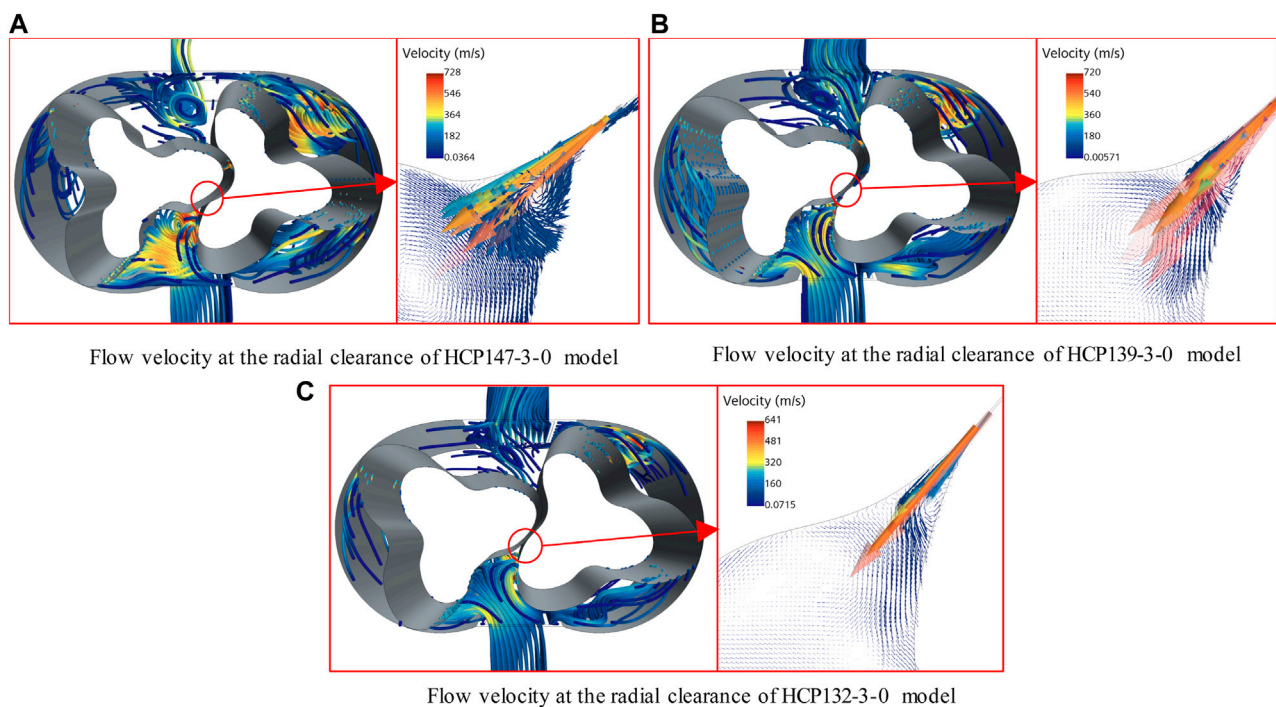 A
Velocity (m/s)
728
546
364
182
0.0364
Flow velocity at the radial clearance of HCP147-3-0 model
B
Velocity (m/s)
720
540
360
180
0.00571
Flow velocity at the radial clearance of HCP139-3-0 model
C
Velocity (m/s)
641
481
320
160
0.0715
Flow velocity at the radial clearance of HCP132-3-0 model